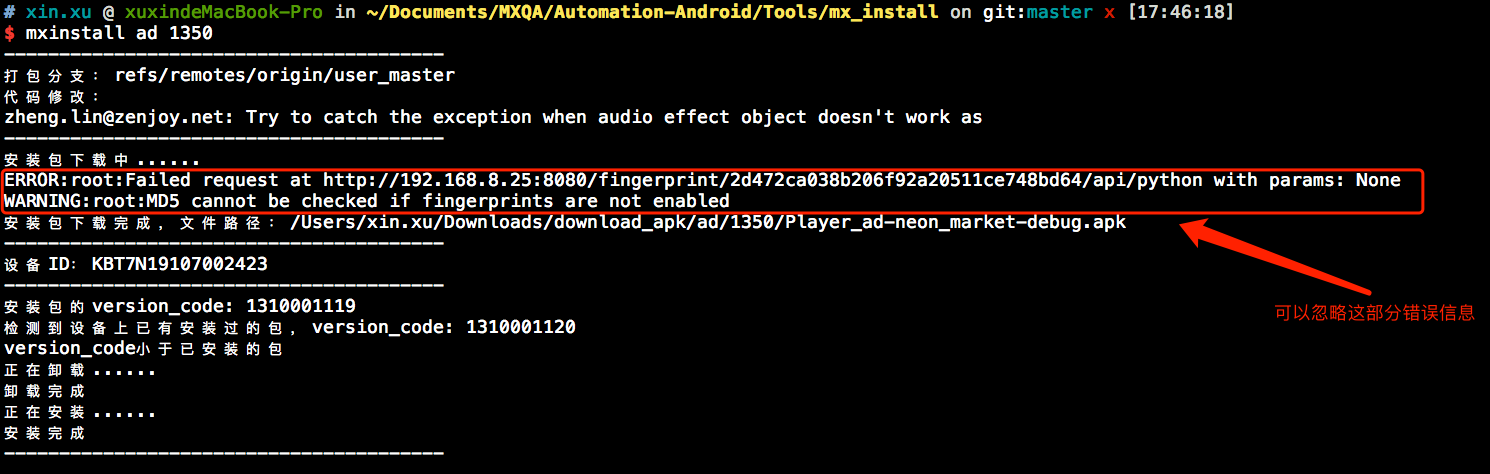 # xin.xu @ xuxindeMacBook-Pro in ~/Documents/MXQA/Automation-Android/Tools/mx_install on git:master x [17:46:18]
$ mxinstall ad 1350
----------------------------------------
打包分支： refs/remotes/origin/user_master
代码修改：
zheng.lin@zenjoy.net: Try to catch the exception when audio effect object doesn't work as
----------------------------------------
安装包下载中......
ERROR:root:Failed request at http://192.168.8.25:8080/fingerprint/2d472ca038b206f92a20511ce748bd64/api/python with params: None
WARNING:root:MD5 cannot be checked if fingerprints are not enabled
安装包下载完成，文件路径：/Users/xin.xu/Downloads/download_apk/ad/1350/Player_ad-neon_market-debug.apk
----------------------------------------
设备ID: KBT7N19107002423
----------------------------------------
安装包的version_code: 1310001119
检测到设备上已有安装过的包，version_code: 1310001120
可以忽略这部分错误信息
version_code小于已安装的包
正在卸载......
卸载完成
正在安装......
安装完成
----------------------------------------